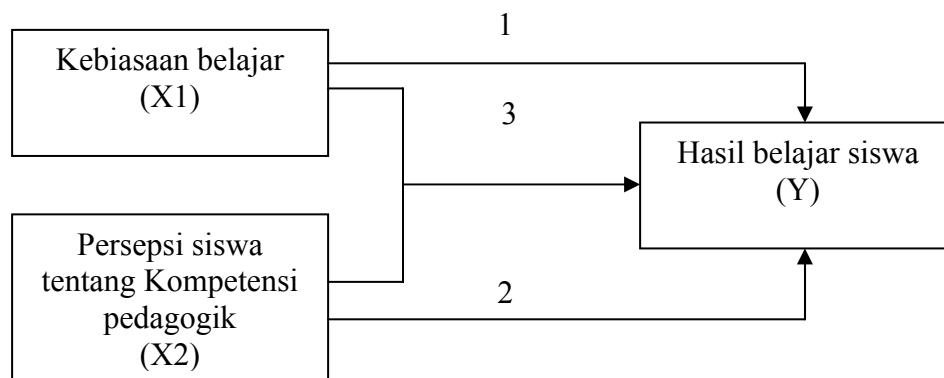 1
Kebiasaan belajar
(X1)
3
Hasil belajar siswa
(Y)
Persepsi siswa
tentang Kompetensi
pedagogik
(X2)
2